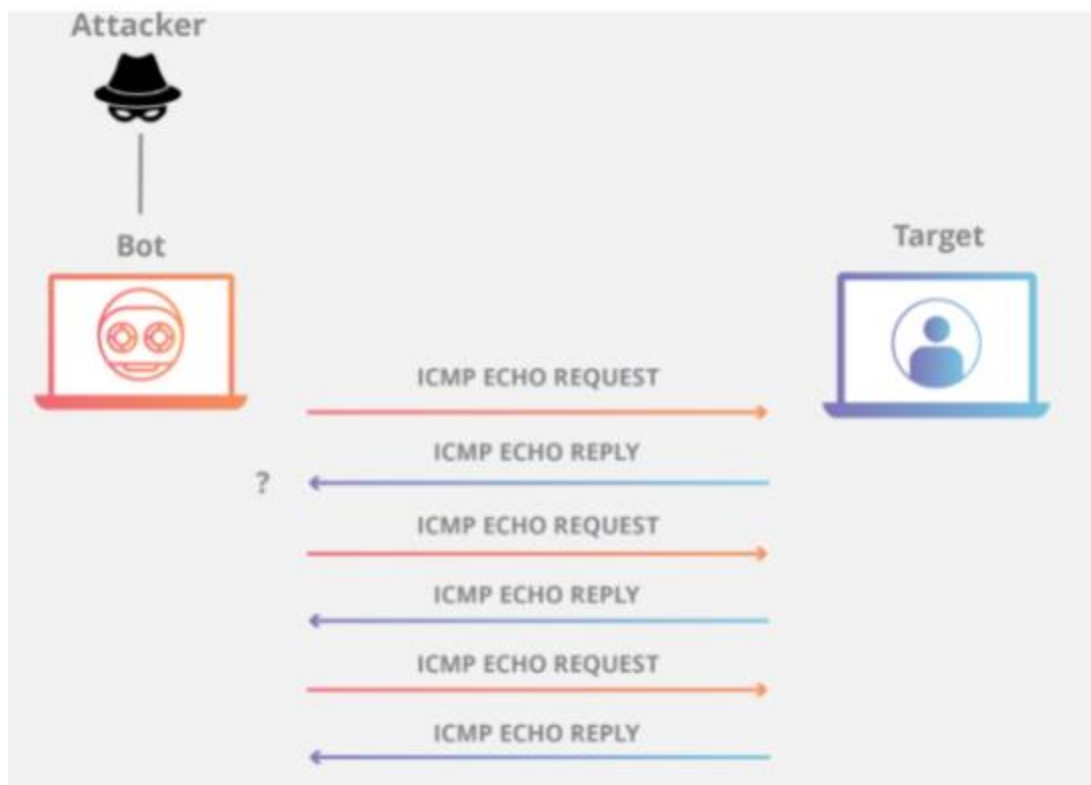 Attacker
Bot
Target
ICMP ECHO REQUEST
ICMP ECHO REPLY
?
ICMP ECHO REQUEST
ICMP ECHO REPLY
ICMP ECHO REQUEST
ICMP ECHO REPLY